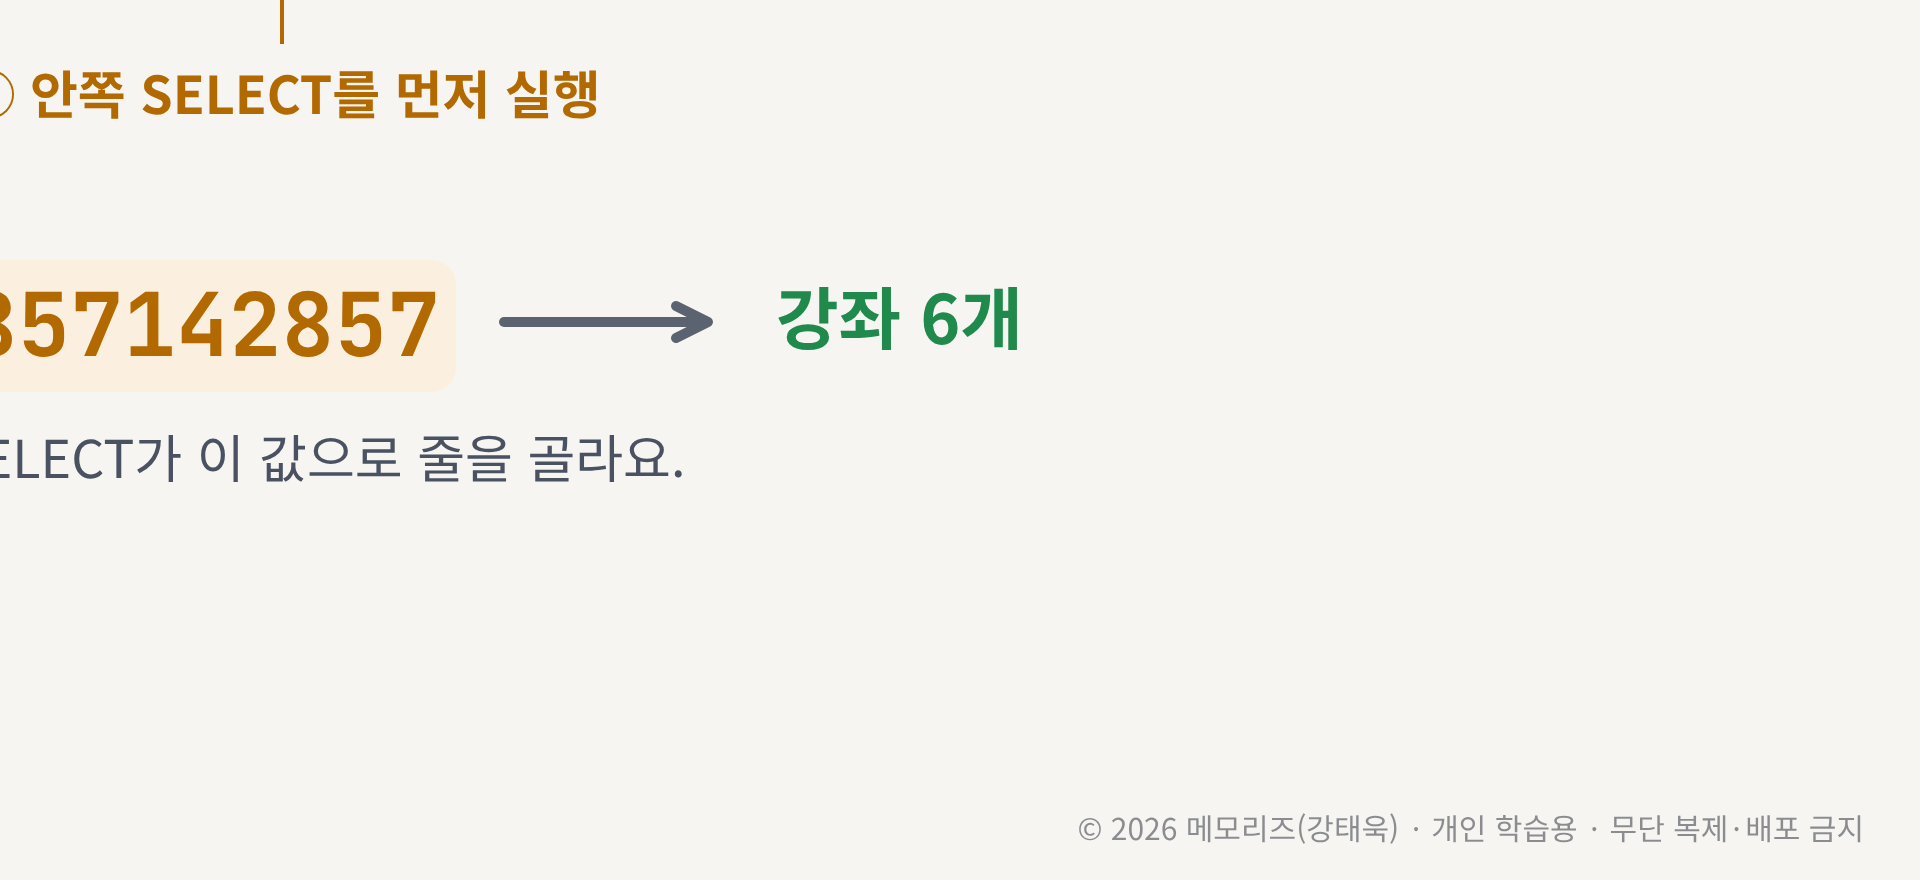 안쪽 SELECT를 먼저 실행
857142857
강좌 6개
SELECT가 이 값으로 줄을 골라요.
© 2026 메모리즈(강태욱) · 개인 학습용 · 무단 복제·배포 금지